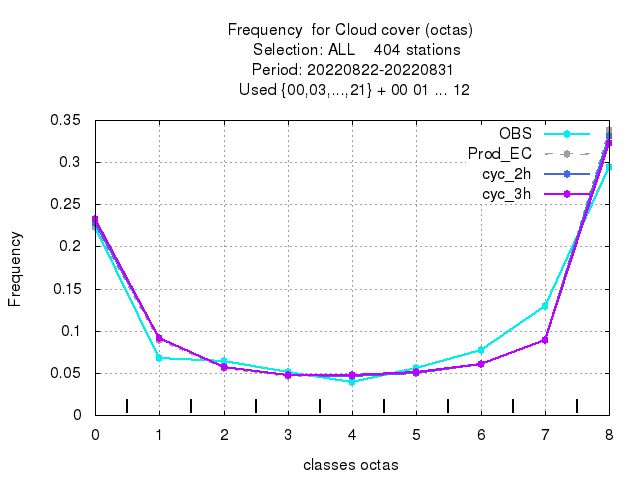 Frequency  for Cloud cover (octas)
Selection: ALL    404 stations
Period: 20220822-20220831
Used {00,03,...,21} + 00 01 ... 12
OBS
Prod_EC
cyc_2h
cyc_3h
0.35
0.3
0.25
0.2
0.15
0.1
0.05
0
Frequency
0 1 2 3 4 5 6 7 8
classes octas